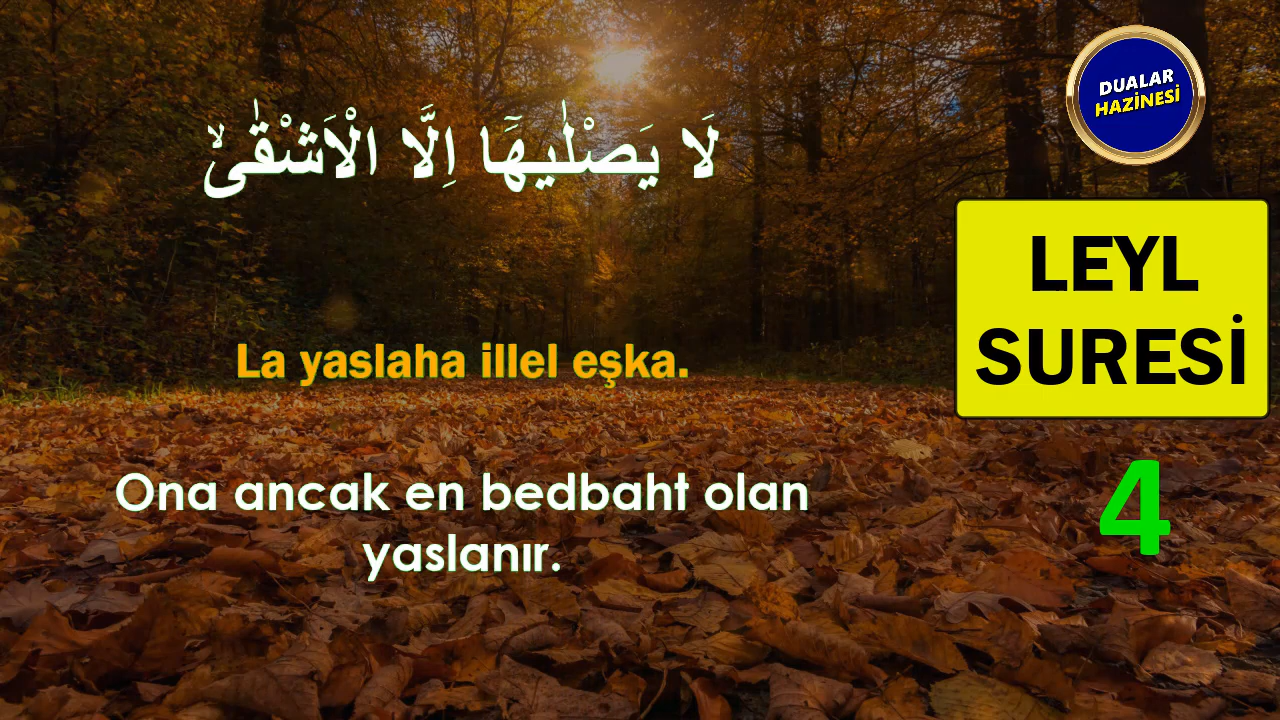 لَا يَصْلٰيهَٓا اِلَّا الْاَشْقٰىۙ
La yaslaha illel eşka.
Ona ancak en bedbaht olan
yaslanır.
DUALAR
HAZİNESİ
LEYL
SURESİ
4